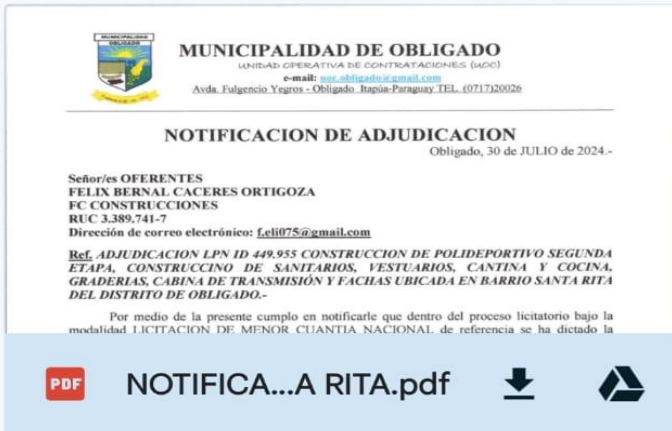 MUNICIPALIDAD DE
OBLIGADO
MUNICIPALIDAD DE OBLIGADO
UNIDAD OPERATIVA DE CONTRATACIONES (UOC)
e-mail: uoc.obligado@gmail.com
Avda. Fulgencio Yegros - Obligado Itapúa-Paraguay TEL. (0717)20026
NOTIFICACION DE ADJUDICACION
Obligado, 30 de JULIO de 2024.-
Señor/es OFERENTES
FELIX BERNAL CACERES ORTIGOZA
FC CONSTRUCCIONES
RUC 3.389.741-7
Dirección de correo electrónico: f.eli075@gmail.com
Ref. ADJUDICACION LPN ID 449.955 CONSTRUCCION DE POLIDEPORTIVO SEGUNDA
ETAPA, CONSTRUCCINO DE SANITARIOS, VESTUARIOS, CANTINA Y COCINA,
GRADERIAS, CABINA DE TRANSMISIÓN Y FACHAS UBICADA EN BARRIO SANTA RITA
DEL DISTRITO DE OBLIGADO.-
Por medio de la presente cumplo en notificarle que dentro del proceso licitatorio bajo la
modalidad LICITACION DE MENOR CUANTIA NACIONAL de referencia se ha dictado la
PDF NOTIFICA...A RITA.pdf